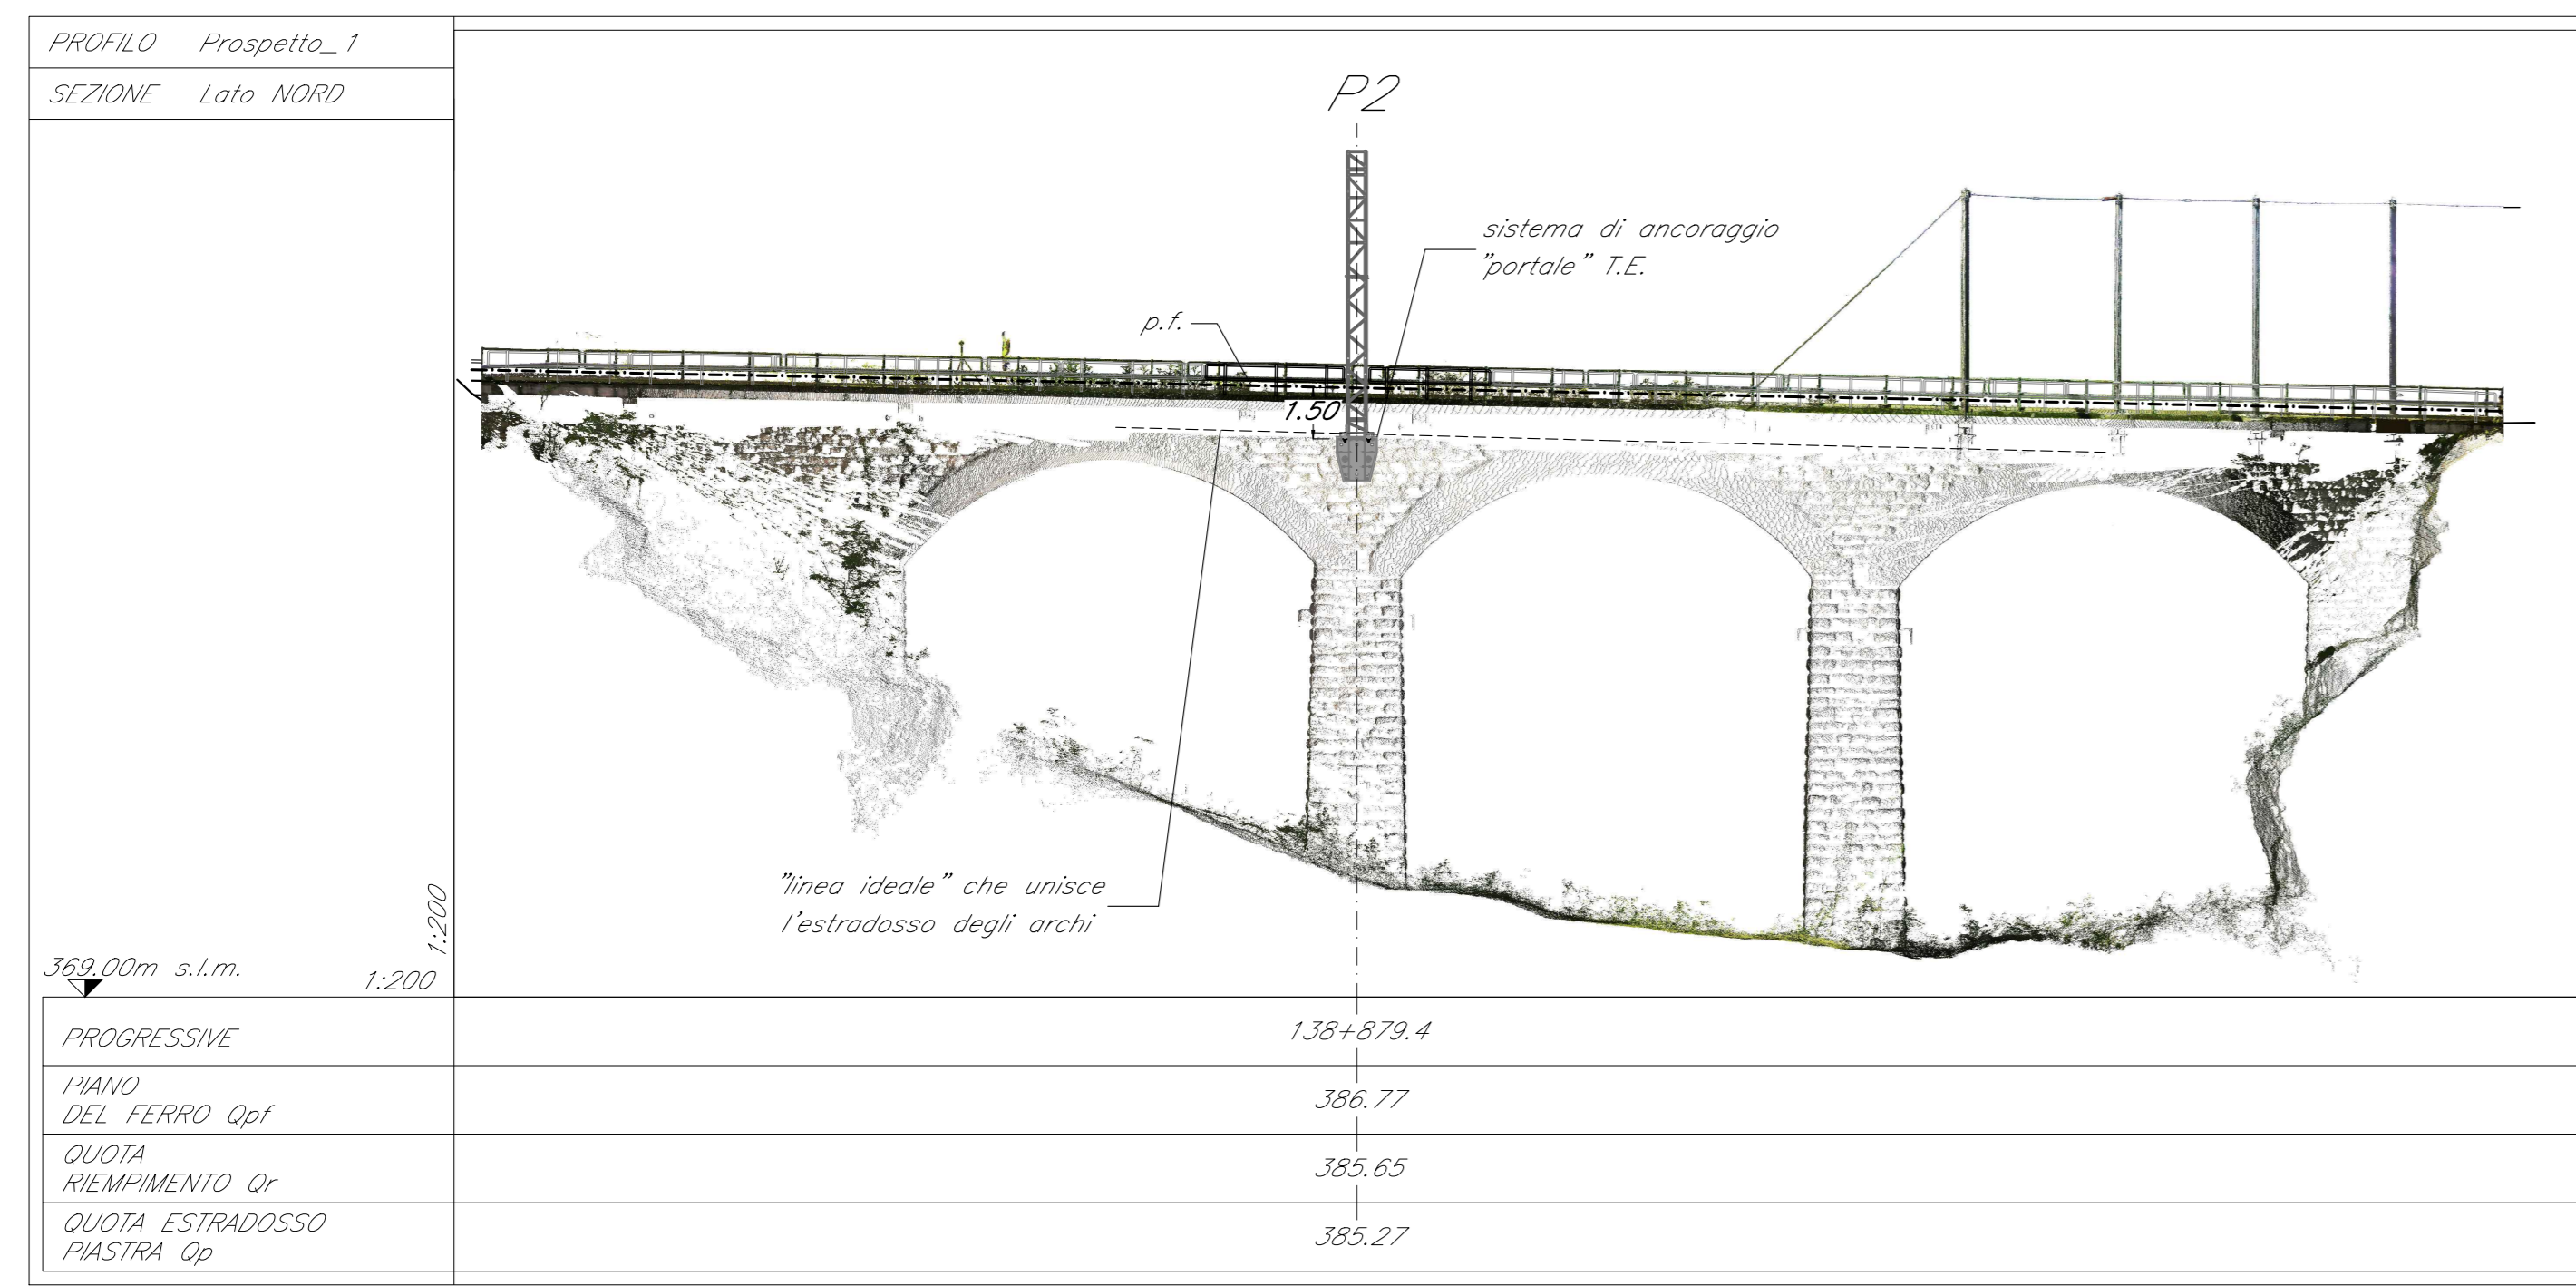 PROFILO Prospetto_1
SEZIONE Lato NORD
P2
sistema di ancoraggio
"portale" T.E.
p.f.
1.50
"linea ideale" che unisce
l'estradosso degli archi
1:200
369.00m s.l.m.
1:200
PROGRESSIVE
138+879.4
PIANO
DEL FERRO Qpf
386.77
QUOTA
RIEMPIMENTO Qr
385.65
QUOTA ESTRADOSSO
PIASTRA Qp
385.27